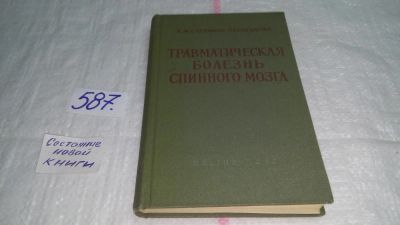 ТРАВМАТИЧЕСКАЯ
БОЛЕЗНЬ
СПИННОГО МОЗГА
587.
Состояние
новой
книги